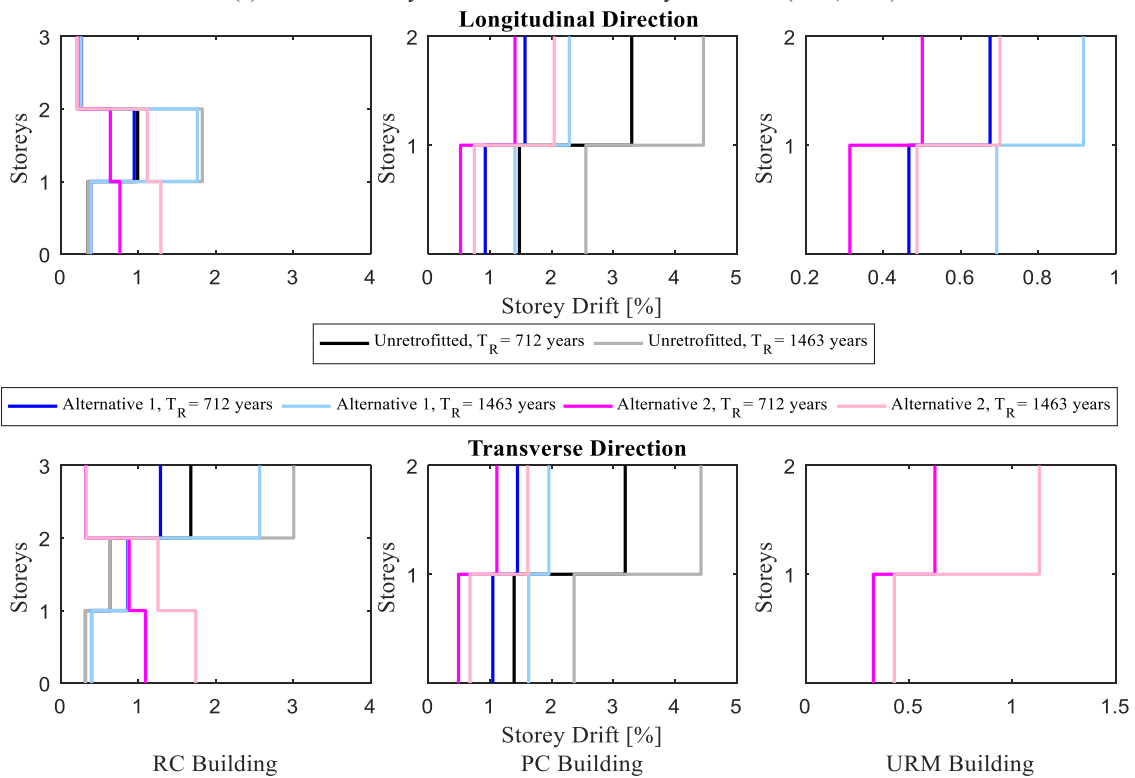 Longitudinal Direction
3
2
1
0
Storeys
0 1 2 3 4
2
1
Storeys
0 1 2 3 4 5
2
1
Storeys
0.2 0.4 0.6 0.8 1
Storey Drift [%]
Unretrofitted, T_R = 712 years Unretrofitted, T_R = 1463 years
Alternative 1, T_R = 712 years Alternative 1, T_R = 1463 years Alternative 2, T_R = 712 years Alternative 2, T_R = 1463 years
Transverse Direction
3
2
1
0
Storeys
0 1 2 3 4
2
1
Storeys
0 1 2 3 4 5
2
1
Storeys
0 0.5 1 1.5
Storey Drift [%]
RC Building PC Building URM Building